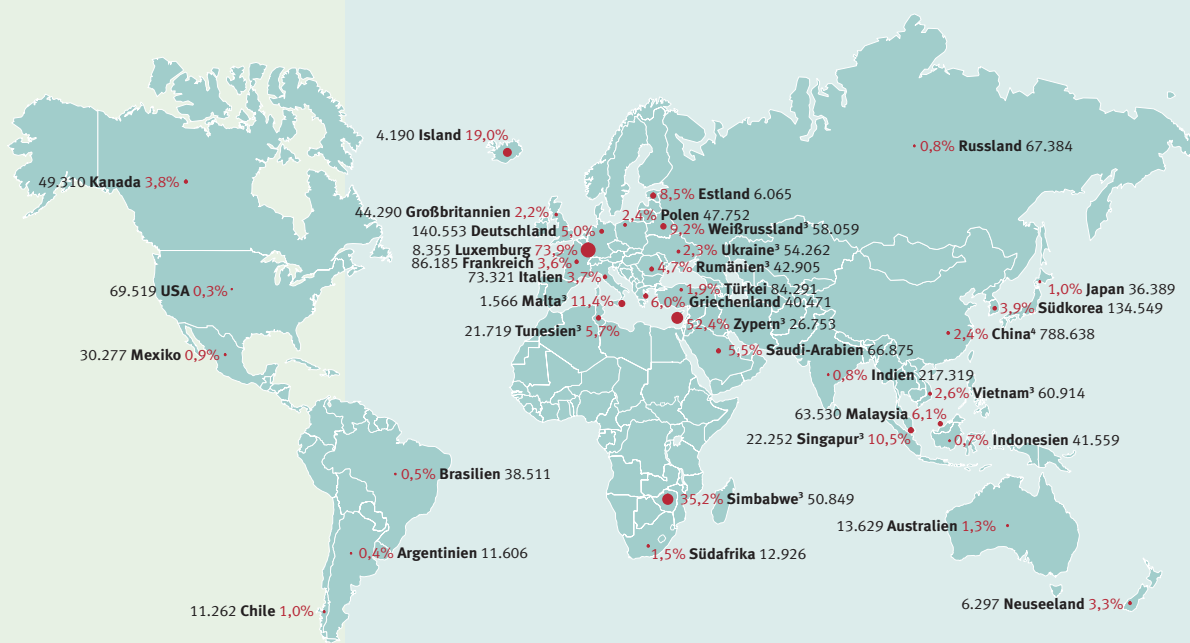 4.190 Island 19,0%
0,8% Russland 67.384
49.310 Kanada 3,8%
8,5% Estland 6.065
44.290 Großbritannien 2,2%
2,4% Polen 47.752
140.553 Deutschland 5,0%
9,2% Weißrussland³ 58.059
8.355 Luxemburg 73,9%
2,3% Ukraine³ 54.262
86.185 Frankreich 3,6%
4,7% Rumänien³ 42.905
73.321 Italien 3,7%
69.519 USA 0,3%
1,9% Türkei 84.291
1,0% Japan 36.389
1.566 Malta³ 11,4%
6,0% Griechenland 40.471
3,9% Südkorea 134.549
52,4% Zypern³ 26.753
21.719 Tunesien³ 5,7%
2,4% China⁴ 788.638
30.277 Mexiko 0,9%
5,5% Saudi-Arabien 66.875
0,8% Indien 217.319
2,6% Vietnam³ 60.914
63.530 Malaysia 6,1%
22.252 Singapur³ 10,5%
0,7% Indonesien 41.559
0,5% Brasilien 38.511
35,2% Simbabwe³ 50.849
13.629 Australien 1,3%
0,4% Argentinien 11.606
1,5% Südafrika 12.926
11.262 Chile 1,0%
6.297 Neuseeland 3,3%